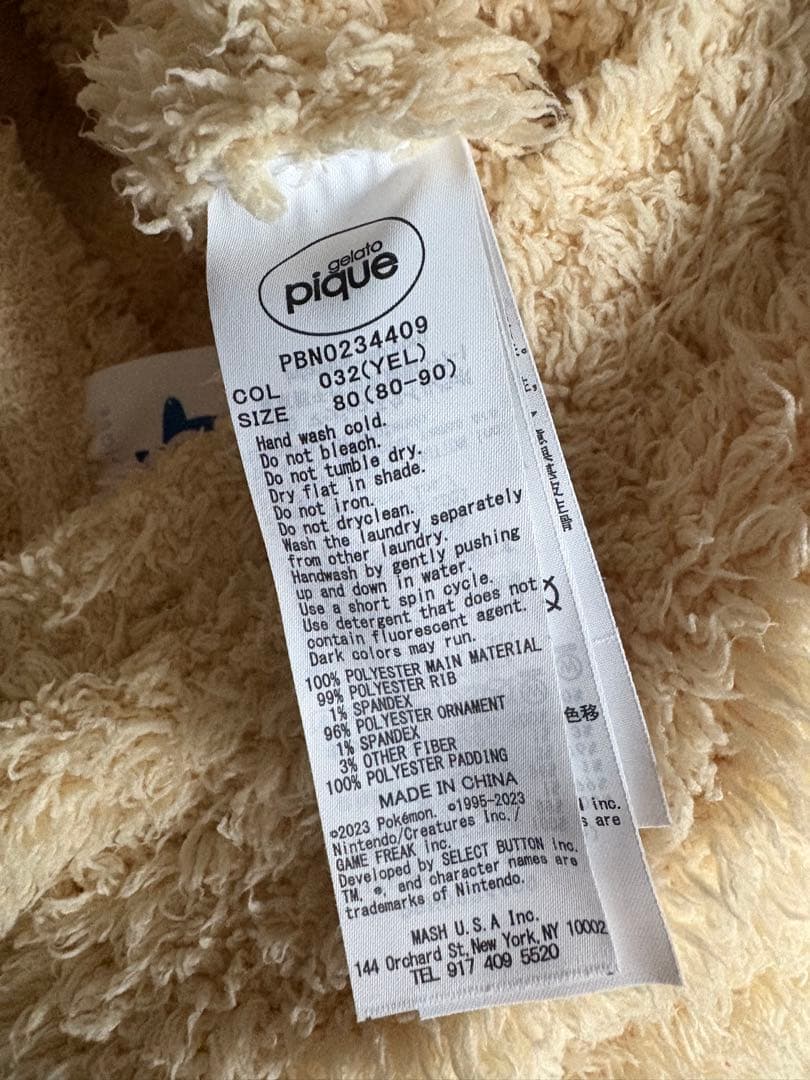 gelato
pique
PBN0234409
COL 032(YEL)
SIZE 80(80-90)
Hand wash cold.
Do not bleach.
Do not tumble dry.
Dry flat in shade.
Do not iron.
Do not dryclean.
Wash the laundry separately
from other laundry.
Handwash by gently pushing
up and down in water.
Use a short spin cycle.
Use detergent that does not
contain fluorescent agent.
Dark colors may run.
100% POLYESTER MAIN MATERIAL
99% POLYESTER RIB
1% SPANDEX
96% POLYESTER ORNAMENT
1% SPANDEX
3% OTHER FIBER
100% POLYESTER PADDING
MADE IN CHINA
©2023 Pokémon. ©1995-2023
Nintendo/Creatures Inc./
GAME FREAK inc.
Developed by SELECT BUTTON inc.
TM, ®, and character names are
trademarks of Nintendo.
MASH U.S.A Inc.
144 Orchard St, New York, NY 10002
TEL 917 409 5520
色移
inc.
s are